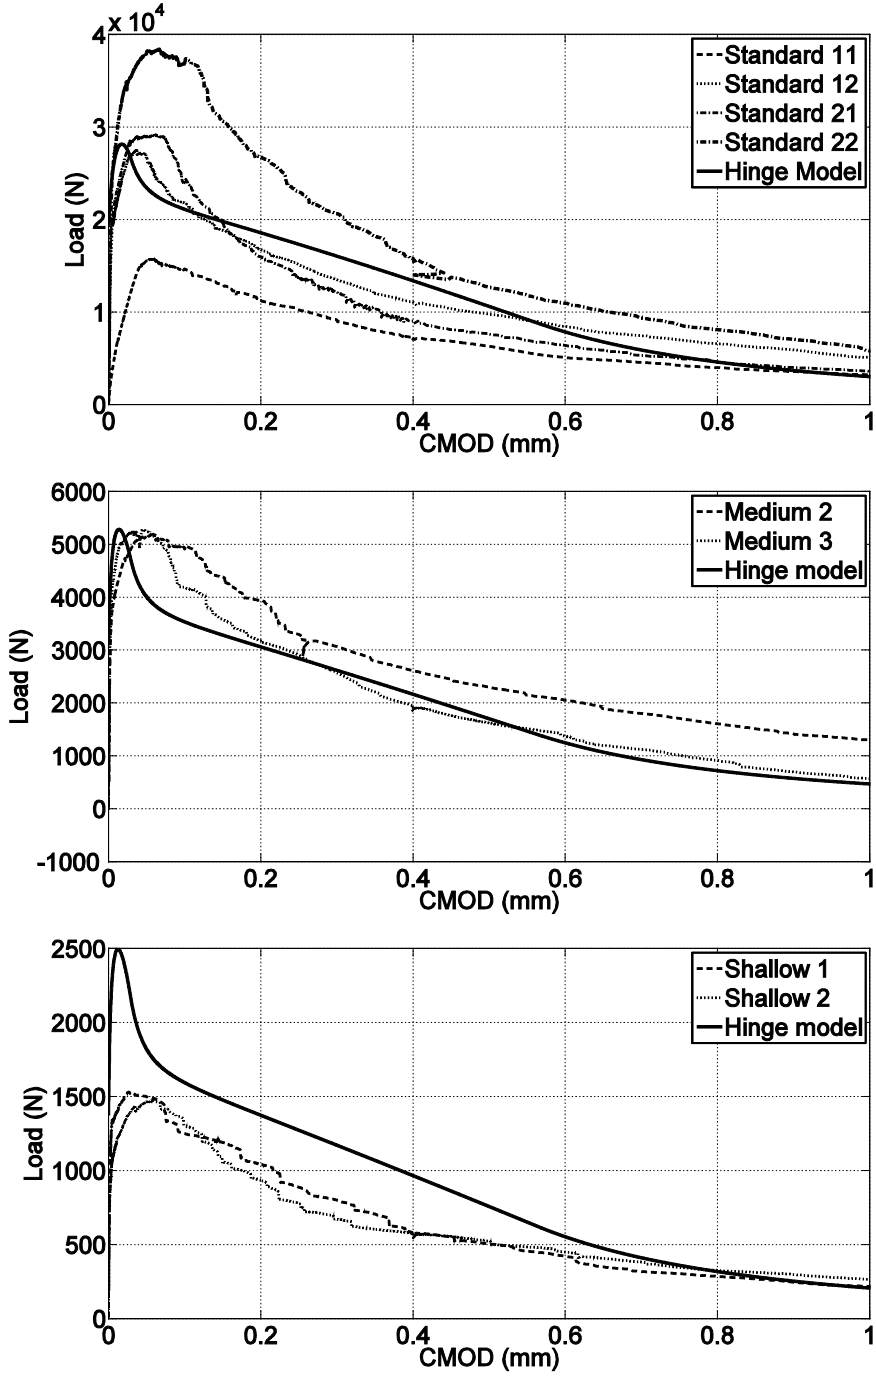 x 10⁴
4
3
2
1
0
Load (N)
0 0.2 0.4 0.6 0.8 1
CMOD (mm)
Standard 11
Standard 12
Standard 21
Standard 22
Hinge Model
6000
5000
4000
3000
2000
1000
0
-1000
Load (N)
0 0.2 0.4 0.6 0.8 1
CMOD (mm)
Medium 2
Medium 3
Hinge model
2500
2000
1500
1000
500
0
Load (N)
0 0.2 0.4 0.6 0.8 1
CMOD (mm)
Shallow 1
Shallow 2
Hinge model